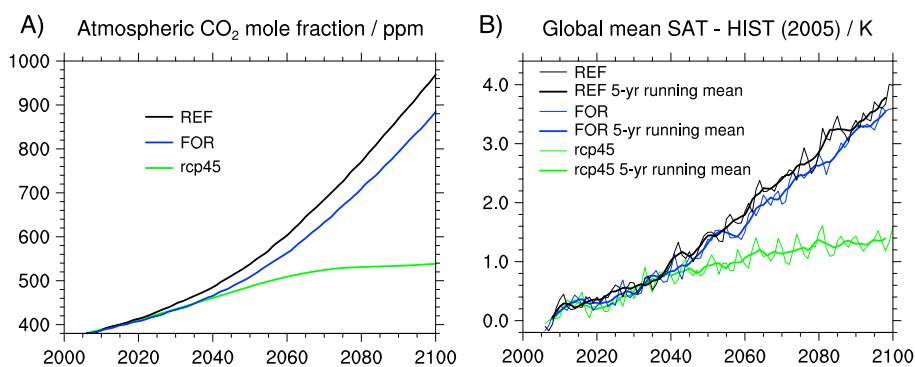 A) Atmospheric CO₂ mole fraction / ppm
1000
900
800
700
600
500
400
REF
FOR
rcp45
2000 2020 2040 2060 2080 2100
B) Global mean SAT - HIST (2005) / K
4.0
3.0
2.0
1.0
0.0
REF
REF 5-yr running mean
FOR
FOR 5-yr running mean
rcp45
rcp45 5-yr running mean
2000 2020 2040 2060 2080 2100